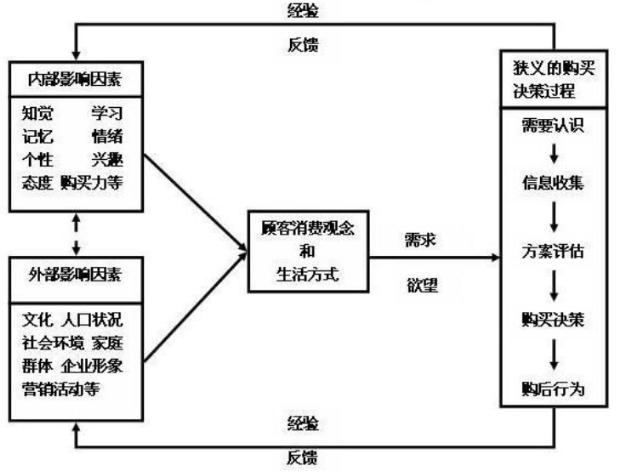 经验
反馈
内部影响因素
知觉 学习
记忆 情绪
个性 兴趣
态度 购买力等
外部影响因素
文化 人口状况
社会环境 家庭
群体 企业形象
营销活动等
顾客消费观念
和
生活方式
需求
欲望
狭义的购买
决策过程
需要认识
信息收集
方案评估
购买决策
购后行为
经验
反馈